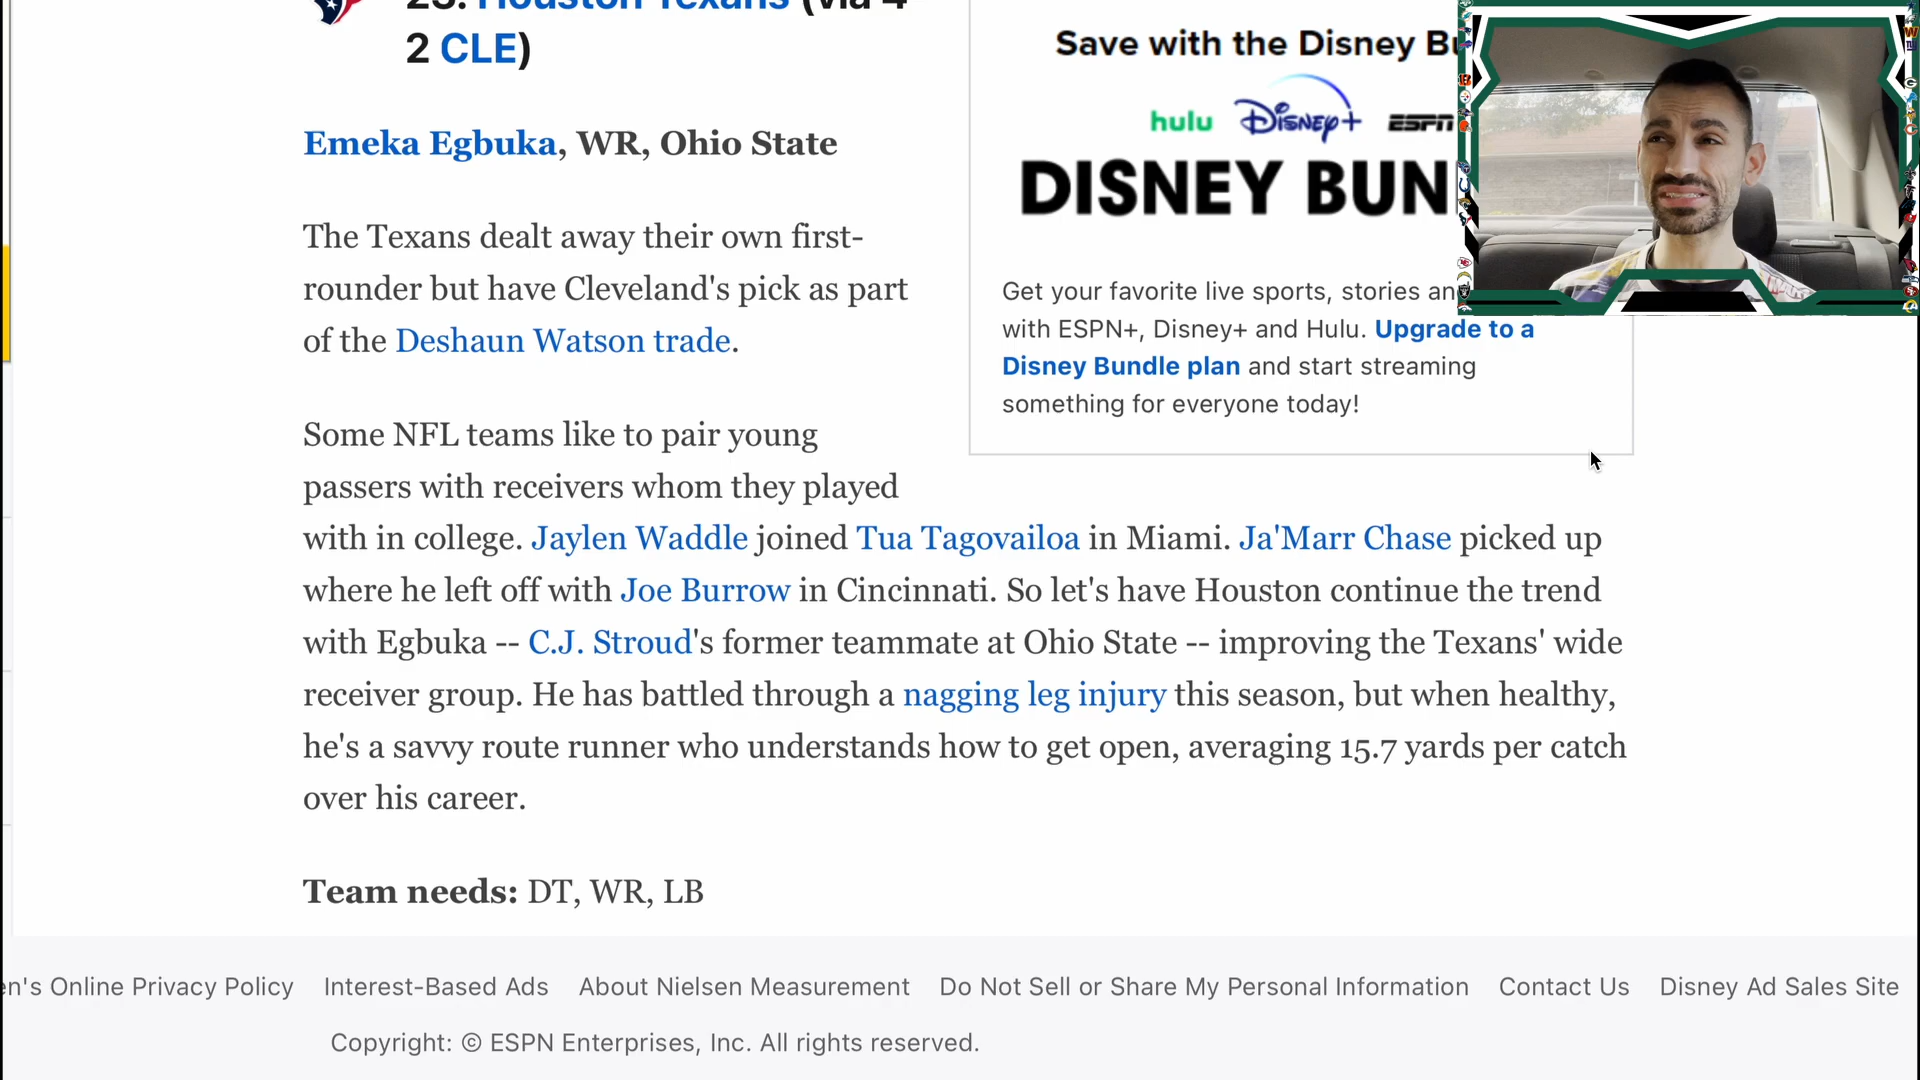 23. Houston Texans (via 4
2 CLE)
Emeka Egbuka, WR, Ohio State
The Texans dealt away their own first-
rounder but have Cleveland's pick as part
of the Deshaun Watson trade.
Some NFL teams like to pair young
passers with receivers whom they played
with in college. Jaylen Waddle joined Tua Tagovailoa in Miami. Ja'Marr Chase picked up
where he left off with Joe Burrow in Cincinnati. So let's have Houston continue the trend
with Egbuka -- C.J. Stroud's former teammate at Ohio State -- improving the Texans' wide
receiver group. He has battled through a nagging leg injury this season, but when healthy,
he's a savvy route runner who understands how to get open, averaging 15.7 yards per catch
over his career.
Team needs: DT, WR, LB
Save with the Disney Bu
hulu Disney+ ESPN
DISNEY BUN
Get your favorite live sports, stories an
with ESPN+, Disney+ and Hulu. Upgrade to a
Disney Bundle plan and start streaming
something for everyone today!
en's Online Privacy Policy Interest-Based Ads About Nielsen Measurement Do Not Sell or Share My Personal Information Contact Us Disney Ad Sales Site
Copyright: © ESPN Enterprises, Inc. All rights reserved.